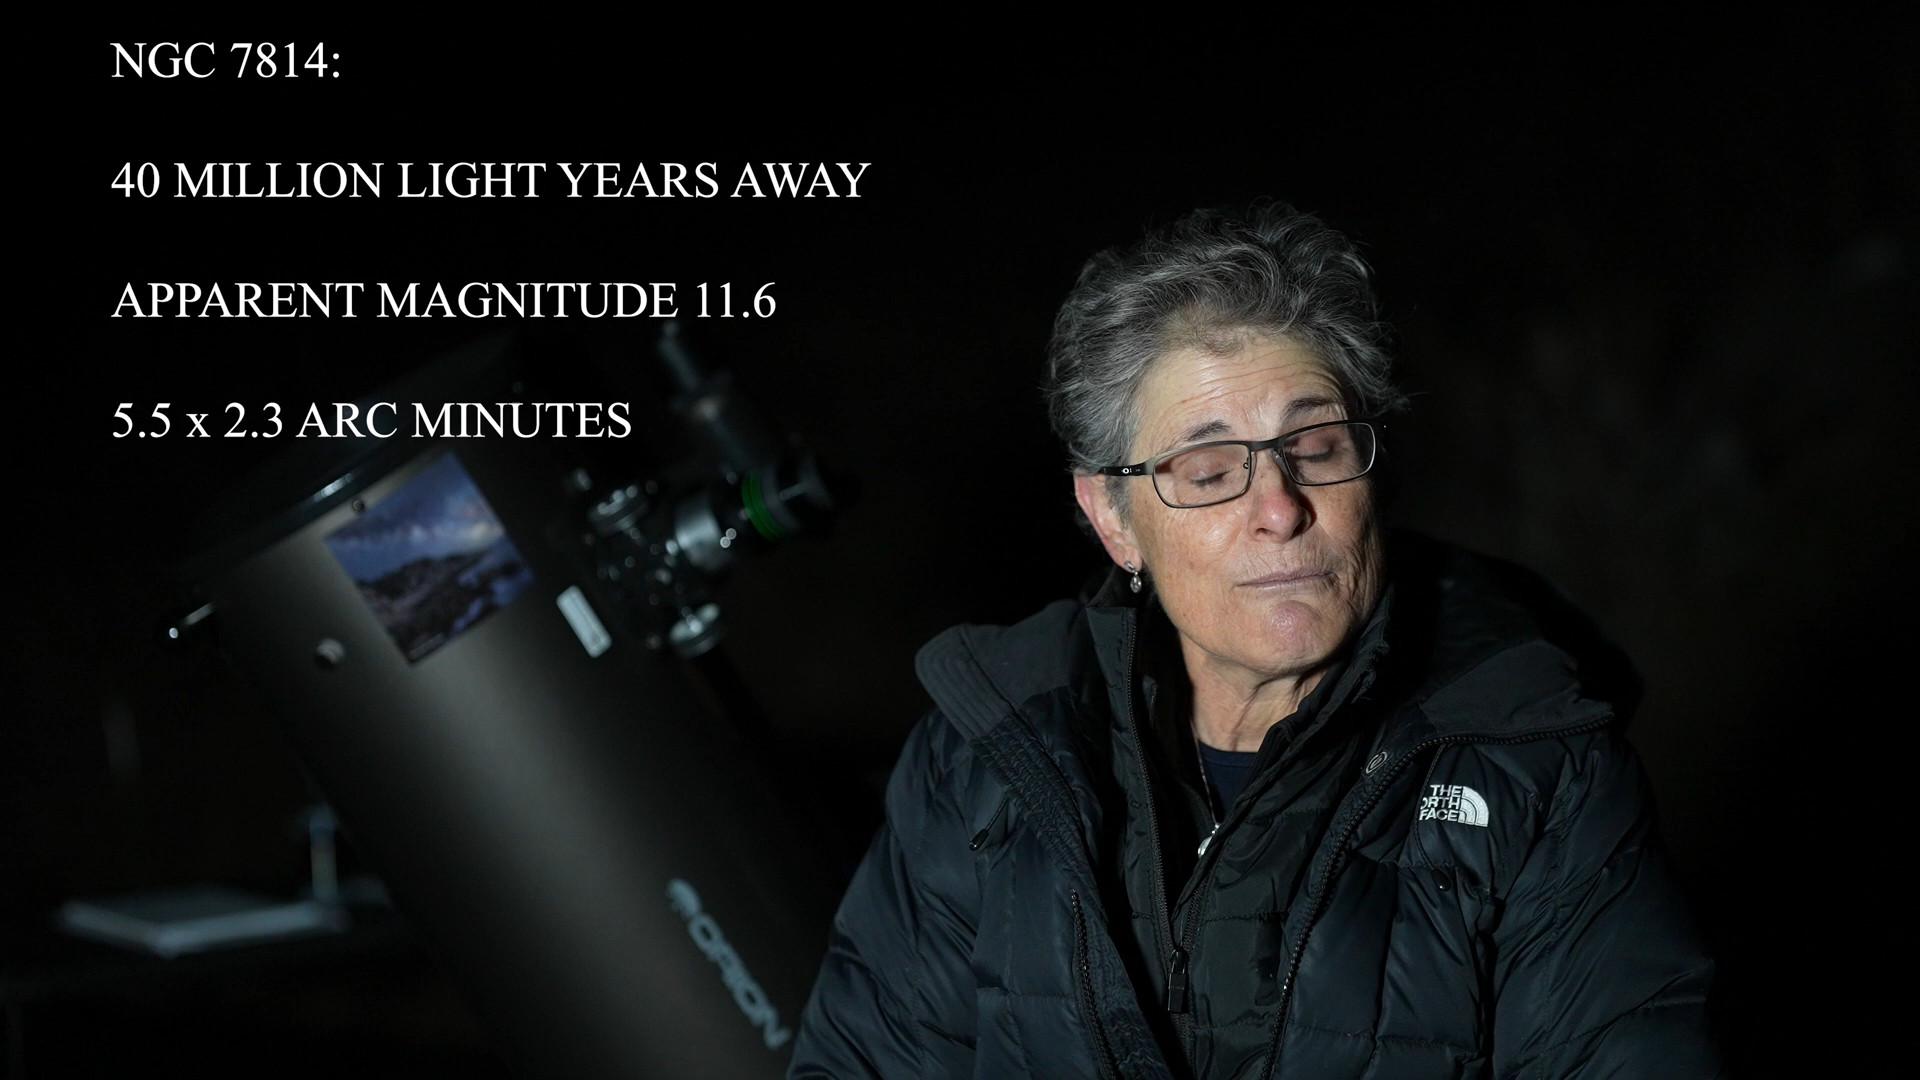 NGC 7814:
40 MILLION LIGHT YEARS AWAY
APPARENT MAGNITUDE 11.6
5.5 x 2.3 ARC MINUTES
THE
ORTH
FACE
ORION